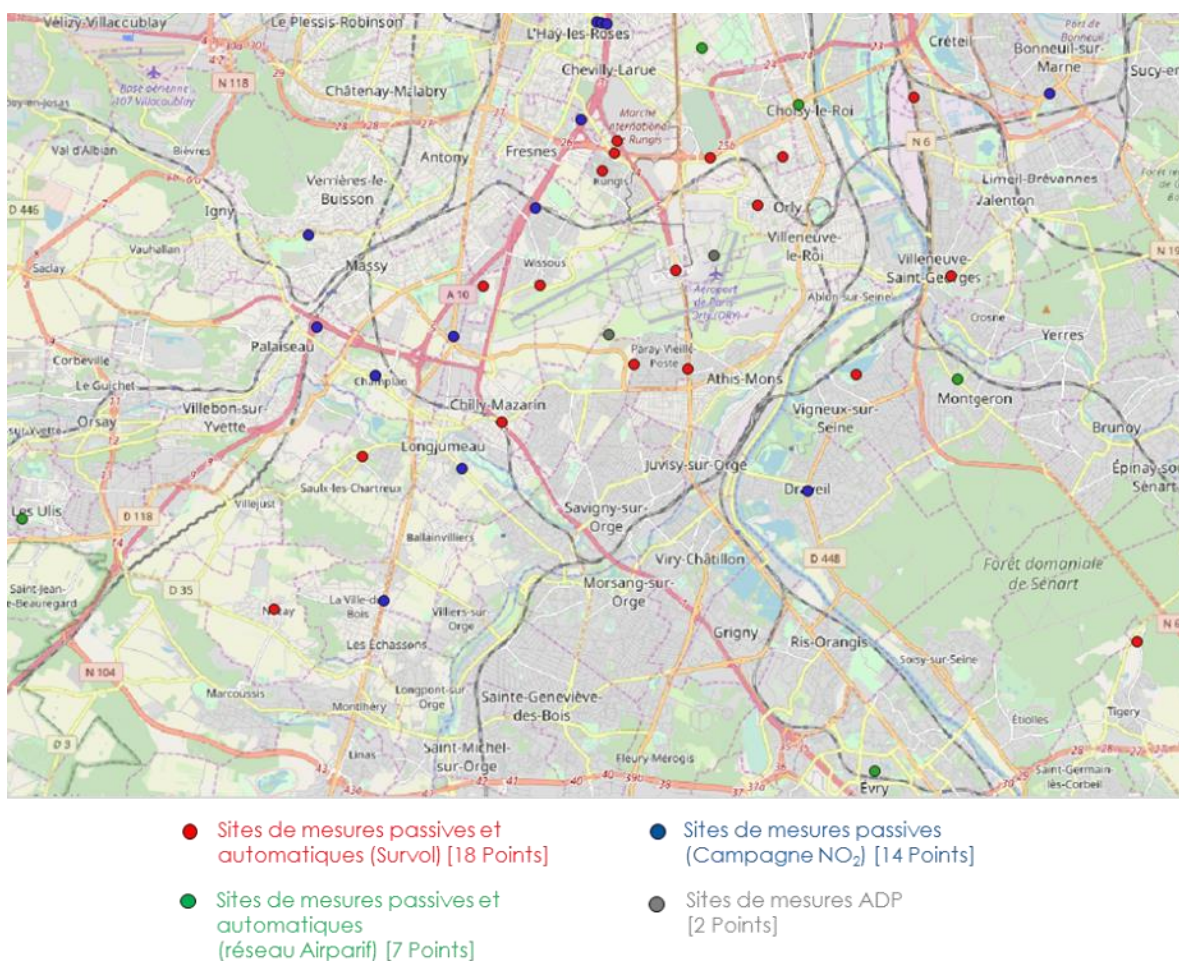 Vélizy-Villacoublay
Le Plessis-Robinson
L'Haÿ-les-Roses
Créteil
Port de
Bonneuil
Bonneuil-sur-
Marne
Sucy-en
Chevilly-Larue
N 118
Base aérienne
107 Villacoublay
Châtenay-Malabry
Marché
International
de Rungis
Choisy-le-Roi
Val d'Albian
Bièvres
Antony
Fresnes
N 6
Rungis
Limeil-Brévannes
Valenton
Verrières-le-
Buisson
D 446
Igny
Orly
Vauhallan
Villeneuve-
le-Roi
N 19
Saclay
Massy
Wissous
Villeneuve-
Saint-Georges
A 10
Aéroport
de Paris
Orly (ORY)
Ablon-sur-Seine
Crosne
Yerres
Palaiseau
Corbeville
Paray-Vieille
Poste
Le Guichet
Champlan
Athis-Mons
Montgeron
Orsay
Villebon-sur-
Yvette
Chilly-Mazarin
Vigneux-sur-
Seine
Brunoy
Longjumeau
Juvisy-sur-Orge
Épinay-sou
Sénart
Saulx-les-Chartreux
Draveil
Les Ulis
Villejust
D 118
Savigny-sur-
Orge
Ballainvilliers
Viry-Châtillon
D 448
Forêt domaniale
de Sénart
Saint-Jean-
de-Beauregard
D 35
Morsang-sur-
Orge
Nozay
La Ville-du-
Bois
Villiers-sur-
Orge
Grigny
Ris-Orangis
N 6
Les Échassons
Soisy-sur-Seine
N 104
Marcoussis
Longpont-sur-
Orge
Sainte-Geneviève-
des-Bois
Tigery
Montlhéry
Étiolles
D 3
Linas
Saint-Michel
-sur-Orge
Fleury-Mérogis
Saint-Germain
-lès-Corbeil
Évry
Sites de mesures passives et
automatiques (Survol) [18 Points]
Sites de mesures passives
(Campagne NO₂) [14 Points]
Sites de mesures passives et
automatiques
(réseau Airparif) [7 Points]
Sites de mesures ADP
[2 Points]